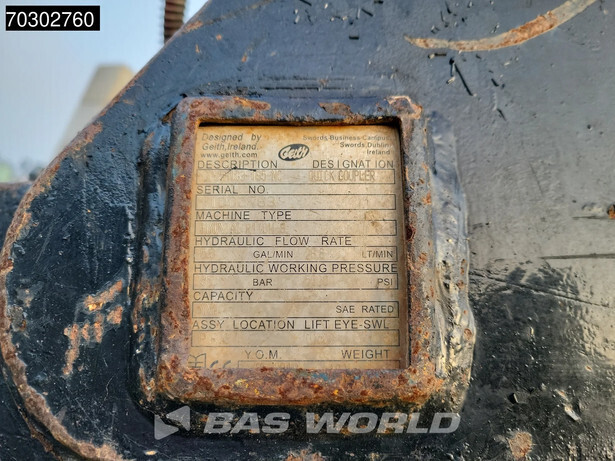 70302760
Designed by
Geith, Ireland.
www.geith.com
Geith
Swords Business Campus
Swords, Dublin
Ireland
DESCRIPTION DESIGNATION
QUICK COUPLER
SERIAL NO.
MACHINE TYPE
HYDRAULIC FLOW RATE
GAL/MIN LT/MIN
HYDRAULIC WORKING PRESSURE
BAR PSI
CAPACITY
SAE RATED
ASSY LOCATION LIFT EYE-SWL
Y.O.M. WEIGHT
BAS WORLD